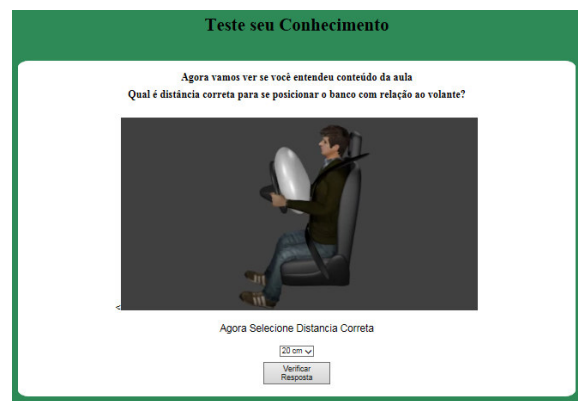 Teste seu Conhecimento
Agora vamos ver se você entendeu conteúdo da aula
Qual é distância correta para se posicionar o banco com relação ao volante?
<
Agora Selecione Distancia Correta
20 cm
Verificar
Resposta